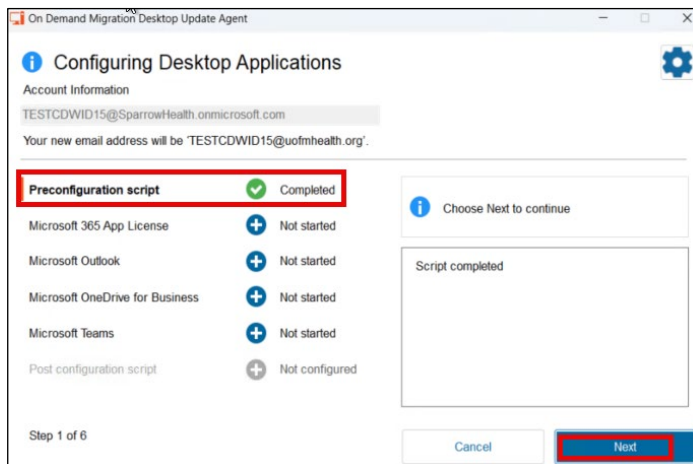 On Demand Migration Desktop Update Agent
Configuring Desktop Applications
Account Information
TESTCDWID15@SparrowHealth.onmicrosoft.com
Your new email address will be 'TESTCDWID15@uofmhealth.org'.
Preconfiguration script Completed
Choose Next to continue
Microsoft 365 App License Not started
Microsoft Outlook Not started
Script completed
Microsoft OneDrive for Business Not started
Microsoft Teams Not started
Post configuration script Not configured
Step 1 of 6
Cancel Next